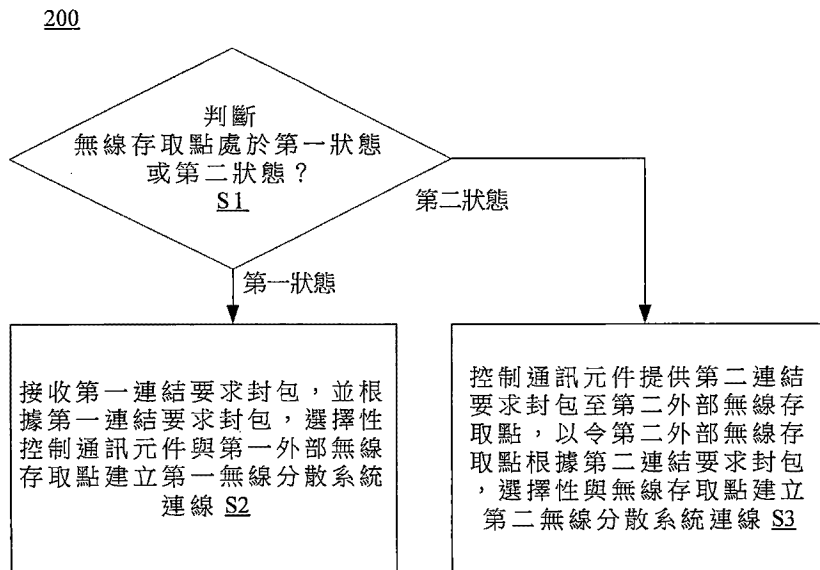 200
判斷
無線存取點處於第一狀態
或第二狀態？
S1
第二狀態
第一狀態
接收第一連結要求封包，並根
據第一連結要求封包，選擇性
控制通訊元件與第一外部無線
存取點建立第一無線分散系統
連線 S2
控制通訊元件提供第二連結
要求封包至第二外部無線存
取點，以令第二外部無線存
取點根據第二連結要求封包
，選擇性與無線存取點建立
第二無線分散系統連線 S3